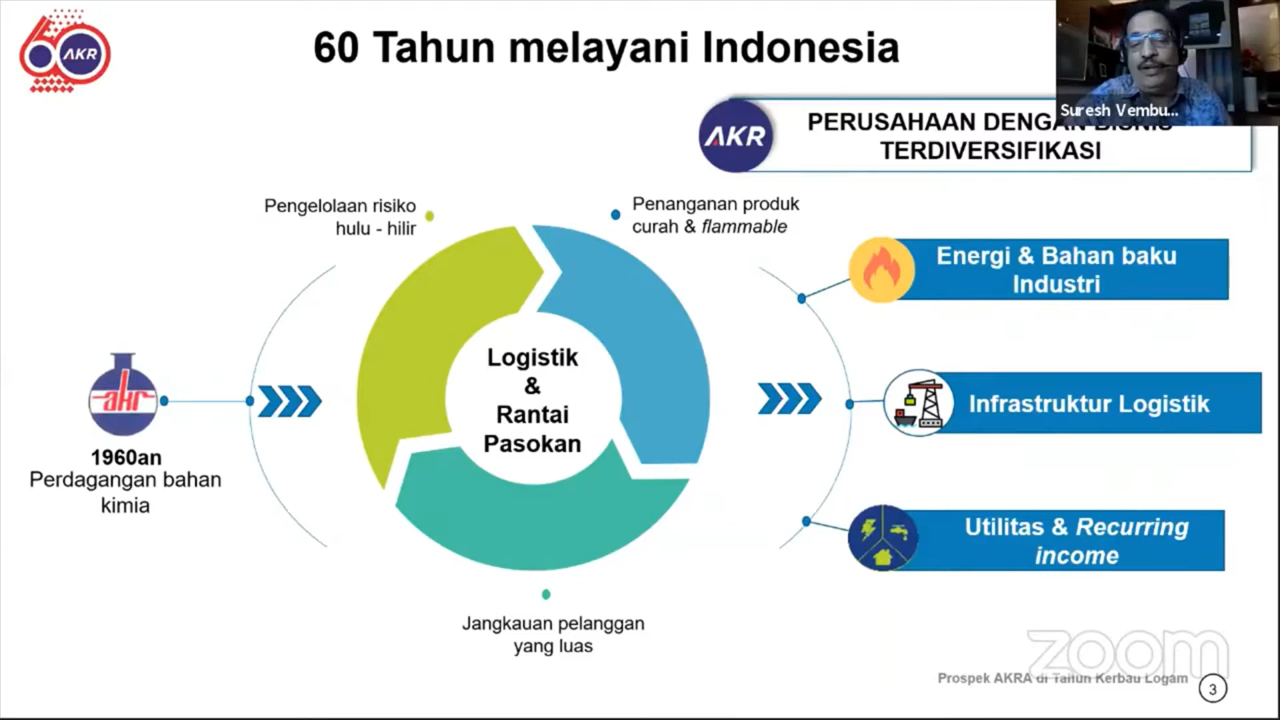 60 AKR
60 Tahun melayani Indonesia
Suresh Vembu...
AKR
PERUSAHAAN DENGAN BISNIS
TERDIVERSIFIKASI
Pengelolaan risiko
hulu - hilir
Penanganan produk
curah & flammable
Energi & Bahan baku
Industri
Logistik
&
Rantai
Pasokan
akr
Infrastruktur Logistik
1960an
Perdagangan bahan
kimia
Utilitas & Recurring
income
Jangkauan pelanggan
yang luas
zoom
Prospek AKRA di Tahun Kerbau Logam
3